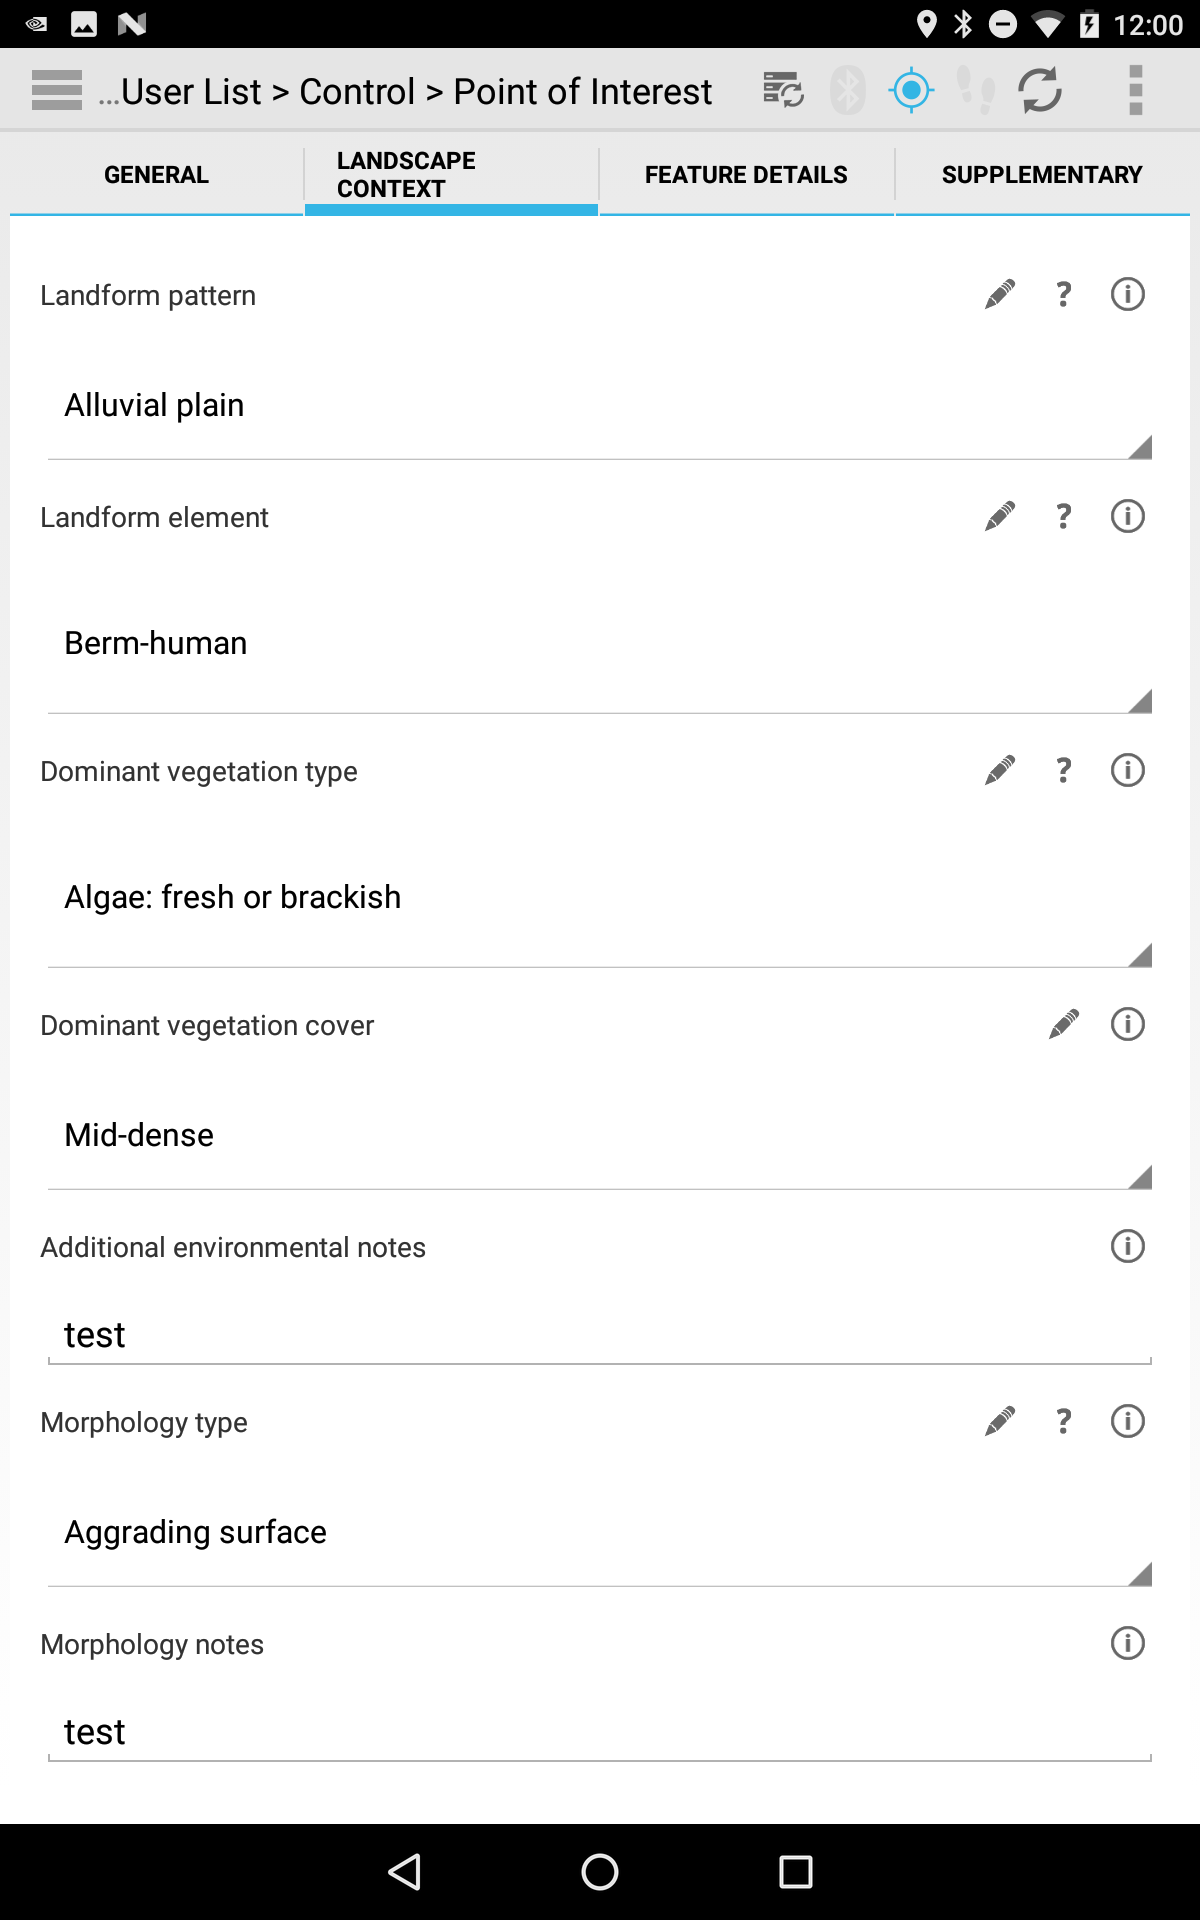 12:00
...User List > Control > Point of Interest
GENERAL
LANDSCAPE
CONTEXT
FEATURE DETAILS
SUPPLEMENTARY
Landform pattern
?
Alluvial plain
Landform element
?
Berm-human
Dominant vegetation type
?
Algae: fresh or brackish
Dominant vegetation cover
Mid-dense
Additional environmental notes
test
Morphology type
?
Aggrading surface
Morphology notes
test